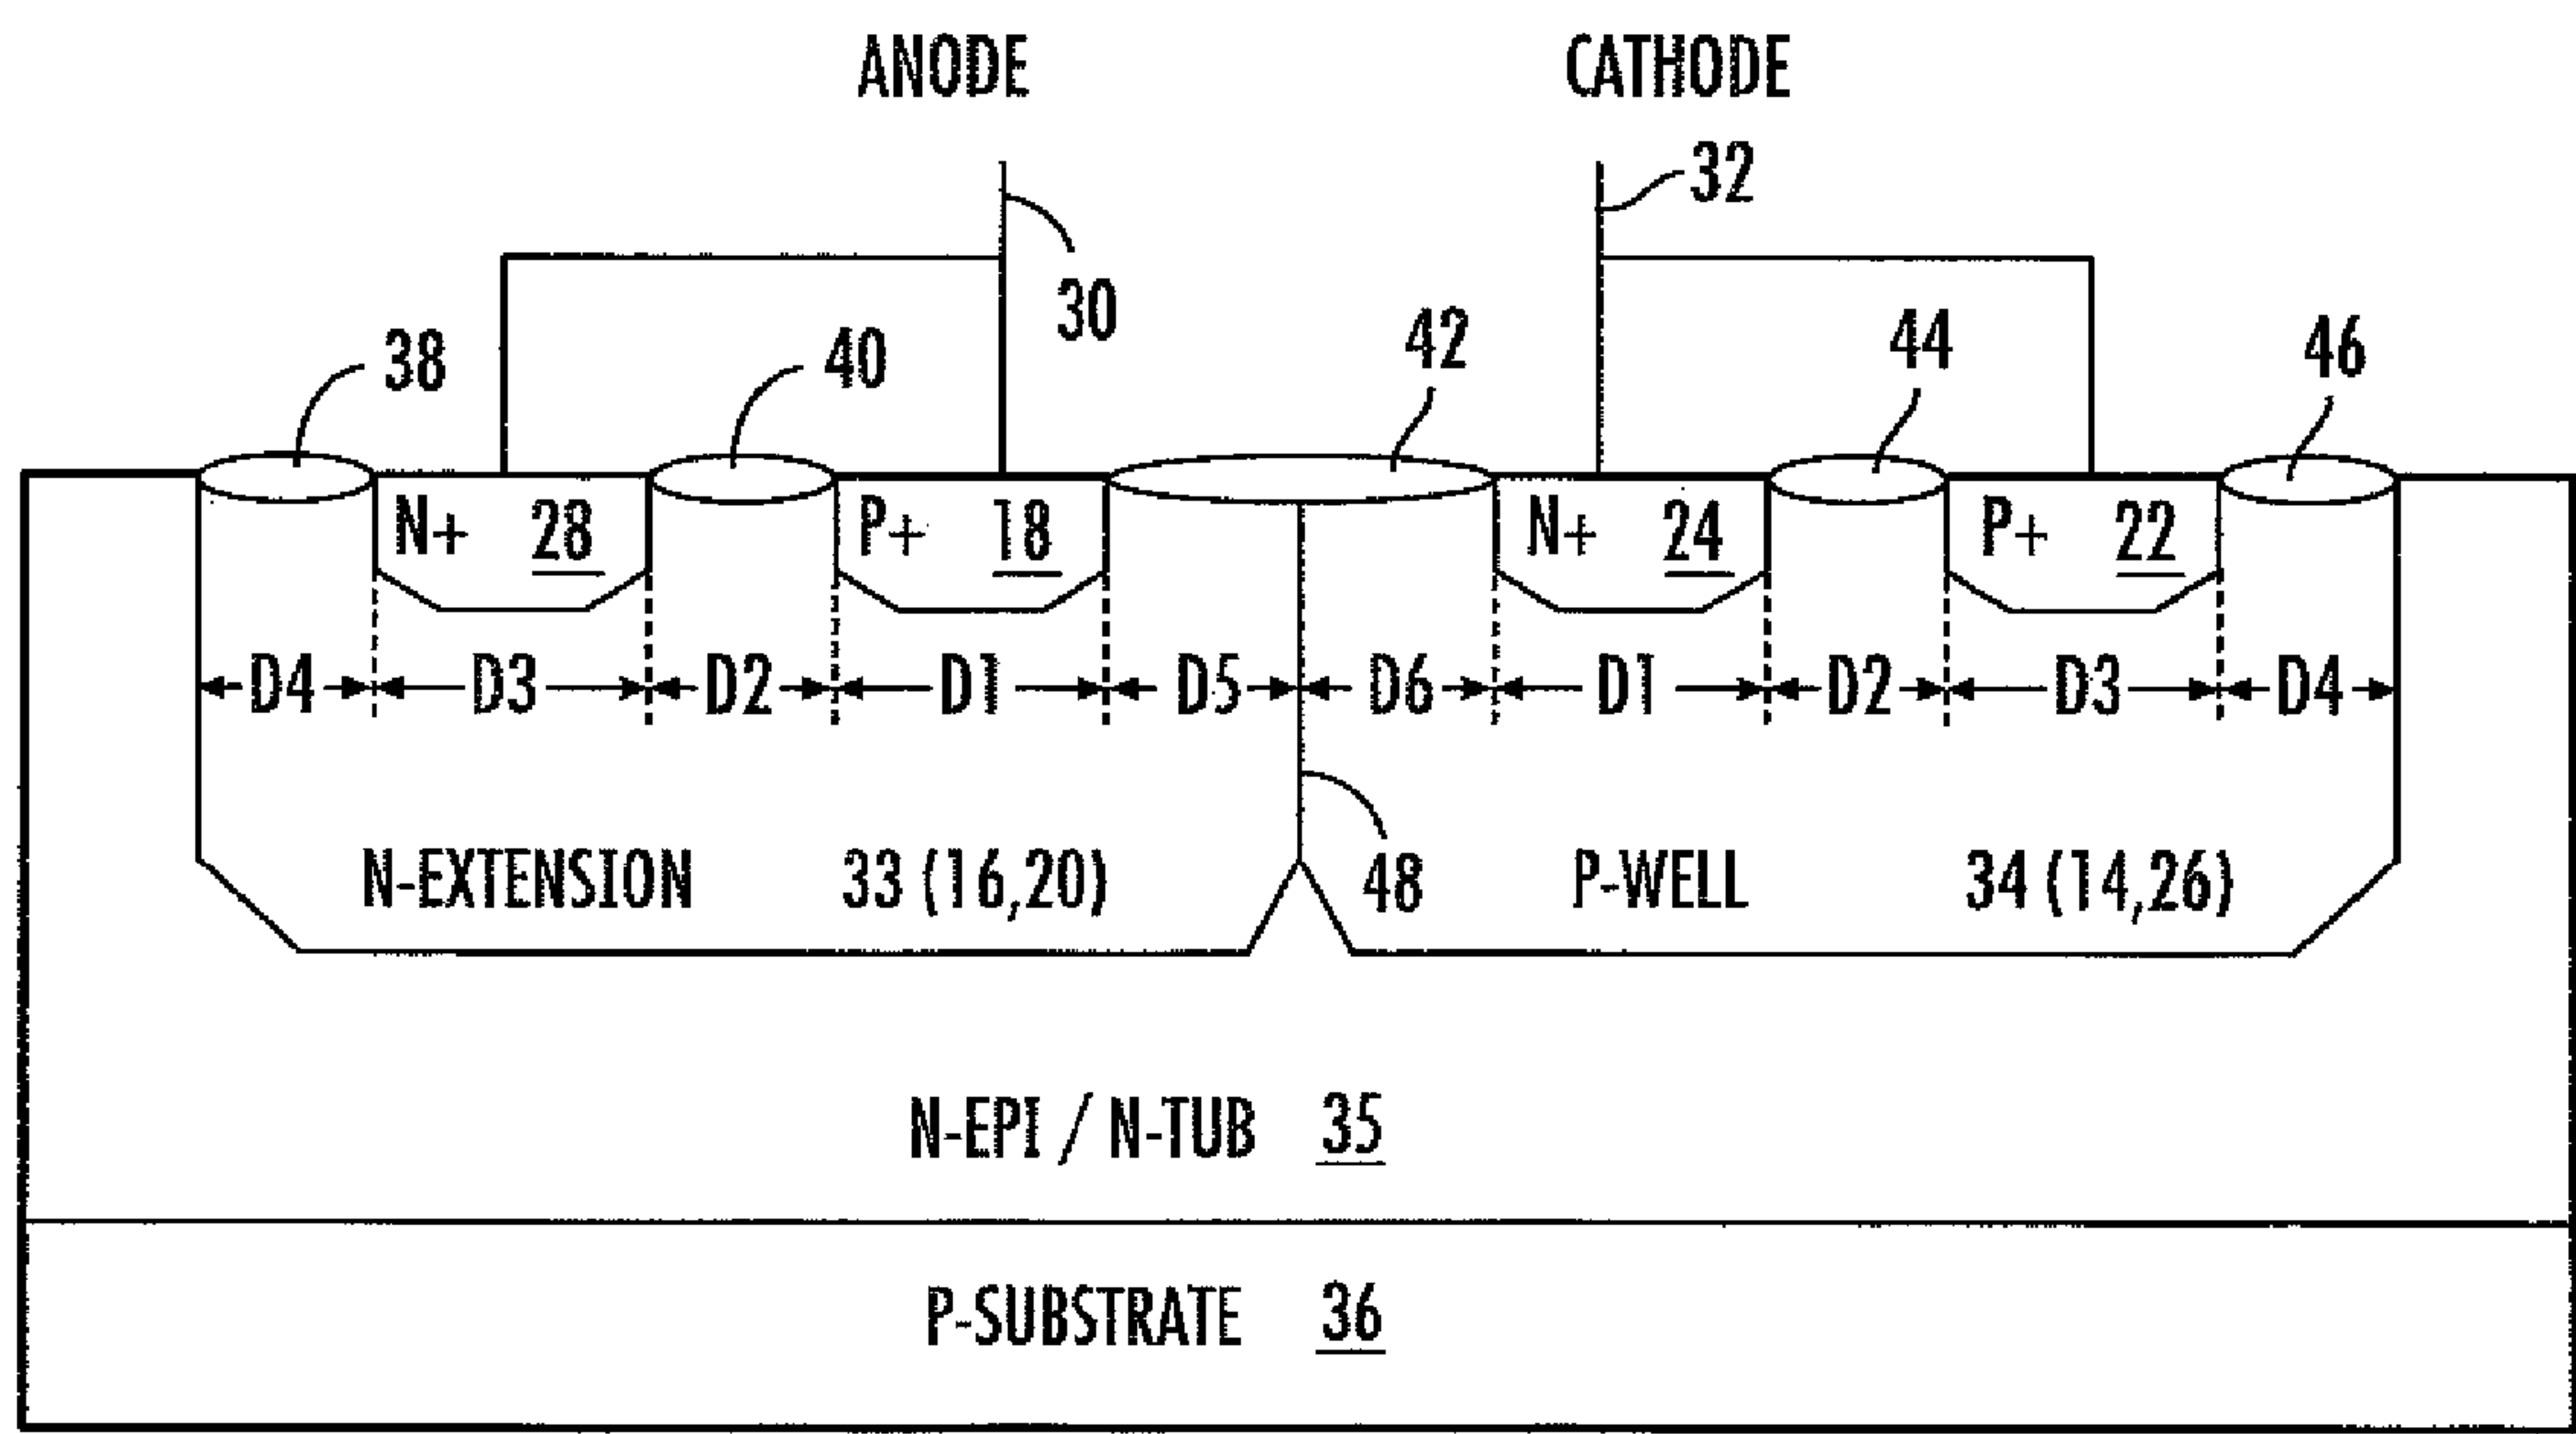 ANODE CATHODE
32
30
38 40 42 44 46
N+ 28 P+ 18 N+ 24 P+ 22
D4 D3 D2 D1 D5 D6 D1 D2 D3 D4
N-EXTENSION 33 (16,20) 48 P-WELL 34 (14,26)
N-EPI / N-TUB 35
P-SUBSTRATE 36